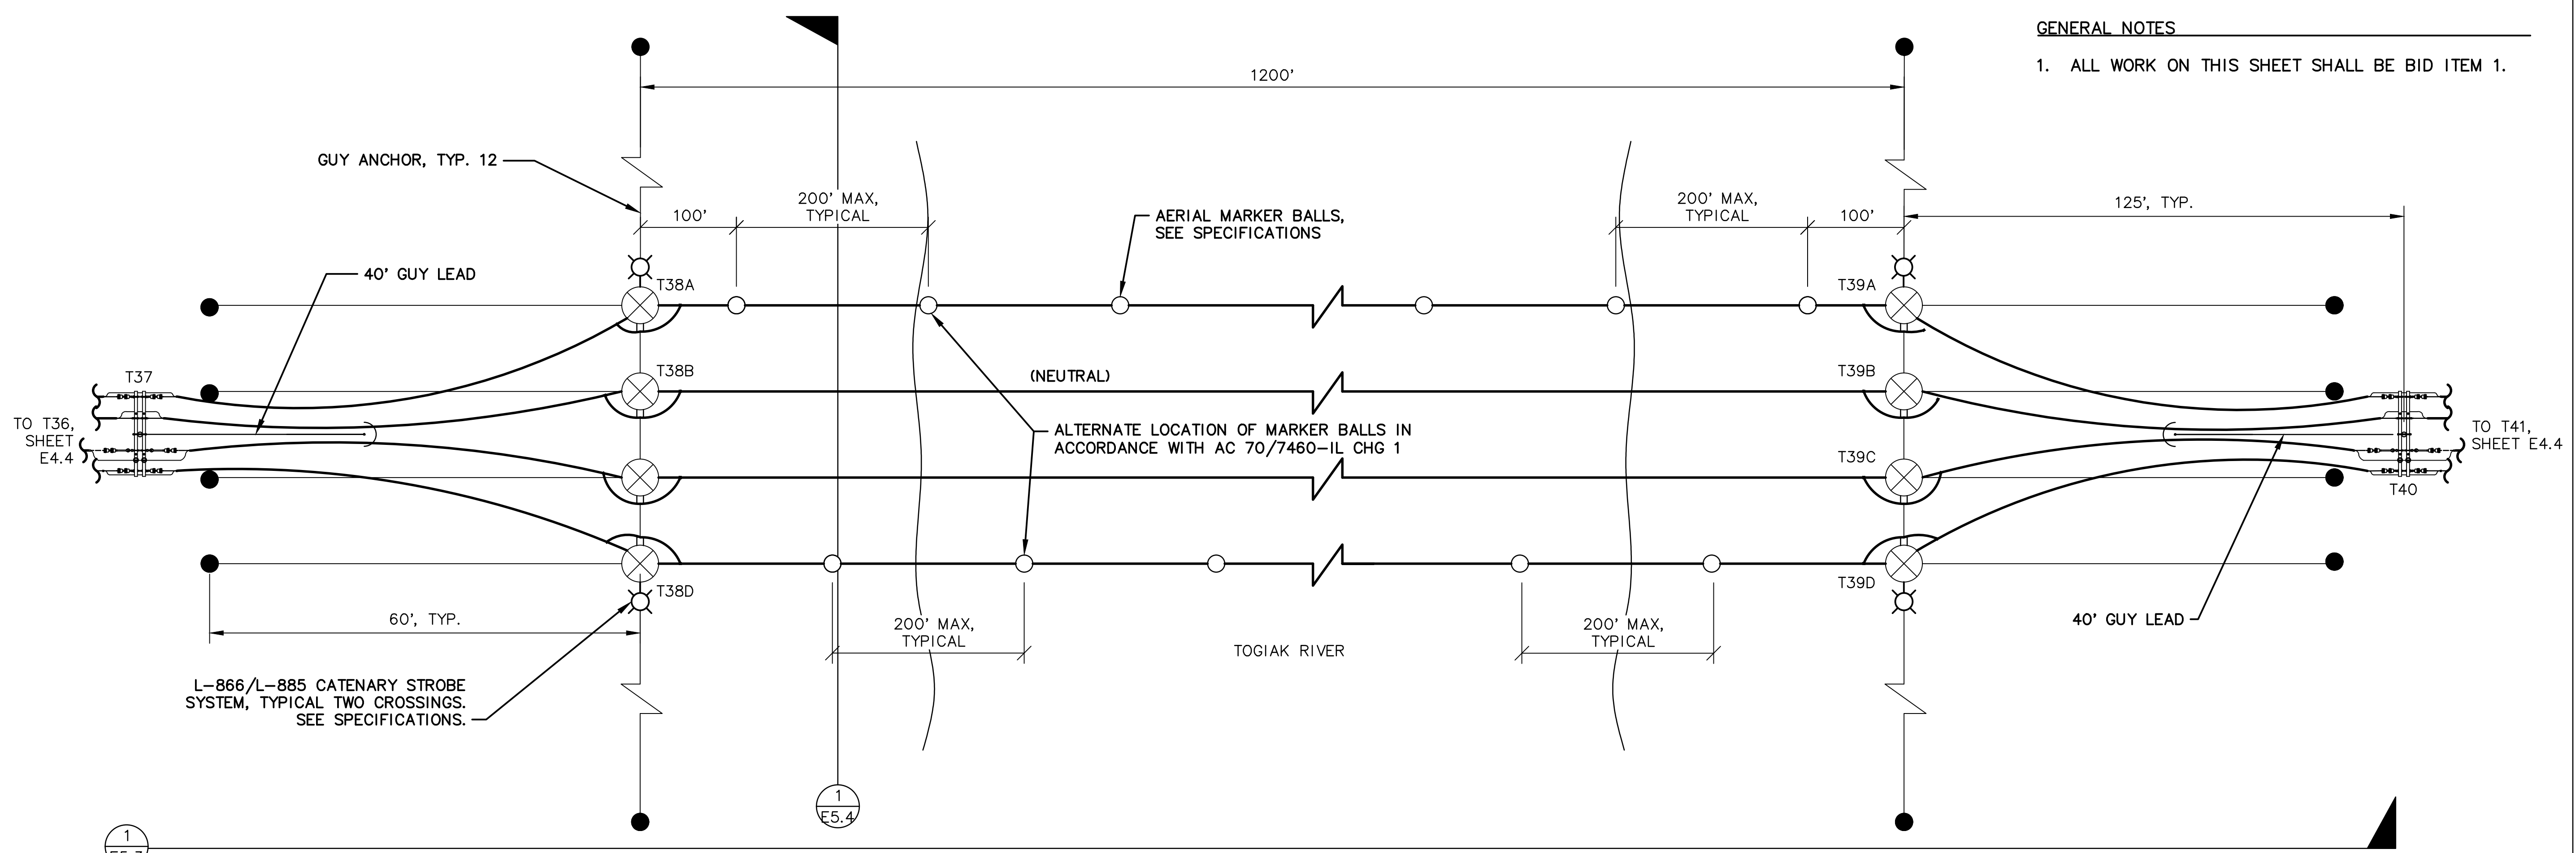 GENERAL NOTES
1. ALL WORK ON THIS SHEET SHALL BE BID ITEM 1.
1200'
GUY ANCHOR, TYP. 12
100'
200' MAX,
TYPICAL
AERIAL MARKER BALLS,
SEE SPECIFICATIONS
200' MAX,
TYPICAL
100'
125', TYP.
40' GUY LEAD
T38A
T39A
T37
T38B
(NEUTRAL)
T39B
TO T36,
SHEET
E4.4
ALTERNATE LOCATION OF MARKER BALLS IN
ACCORDANCE WITH AC 70/7460-IL CHG 1
TO T41,
SHEET E4.4
T39C
T40
T38D
T39D
60', TYP.
200' MAX,
TYPICAL
TOGIAK RIVER
200' MAX,
TYPICAL
40' GUY LEAD
L-866/L-885 CATENARY STROBE
SYSTEM, TYPICAL TWO CROSSINGS.
SEE SPECIFICATIONS.
1
E5.4
1